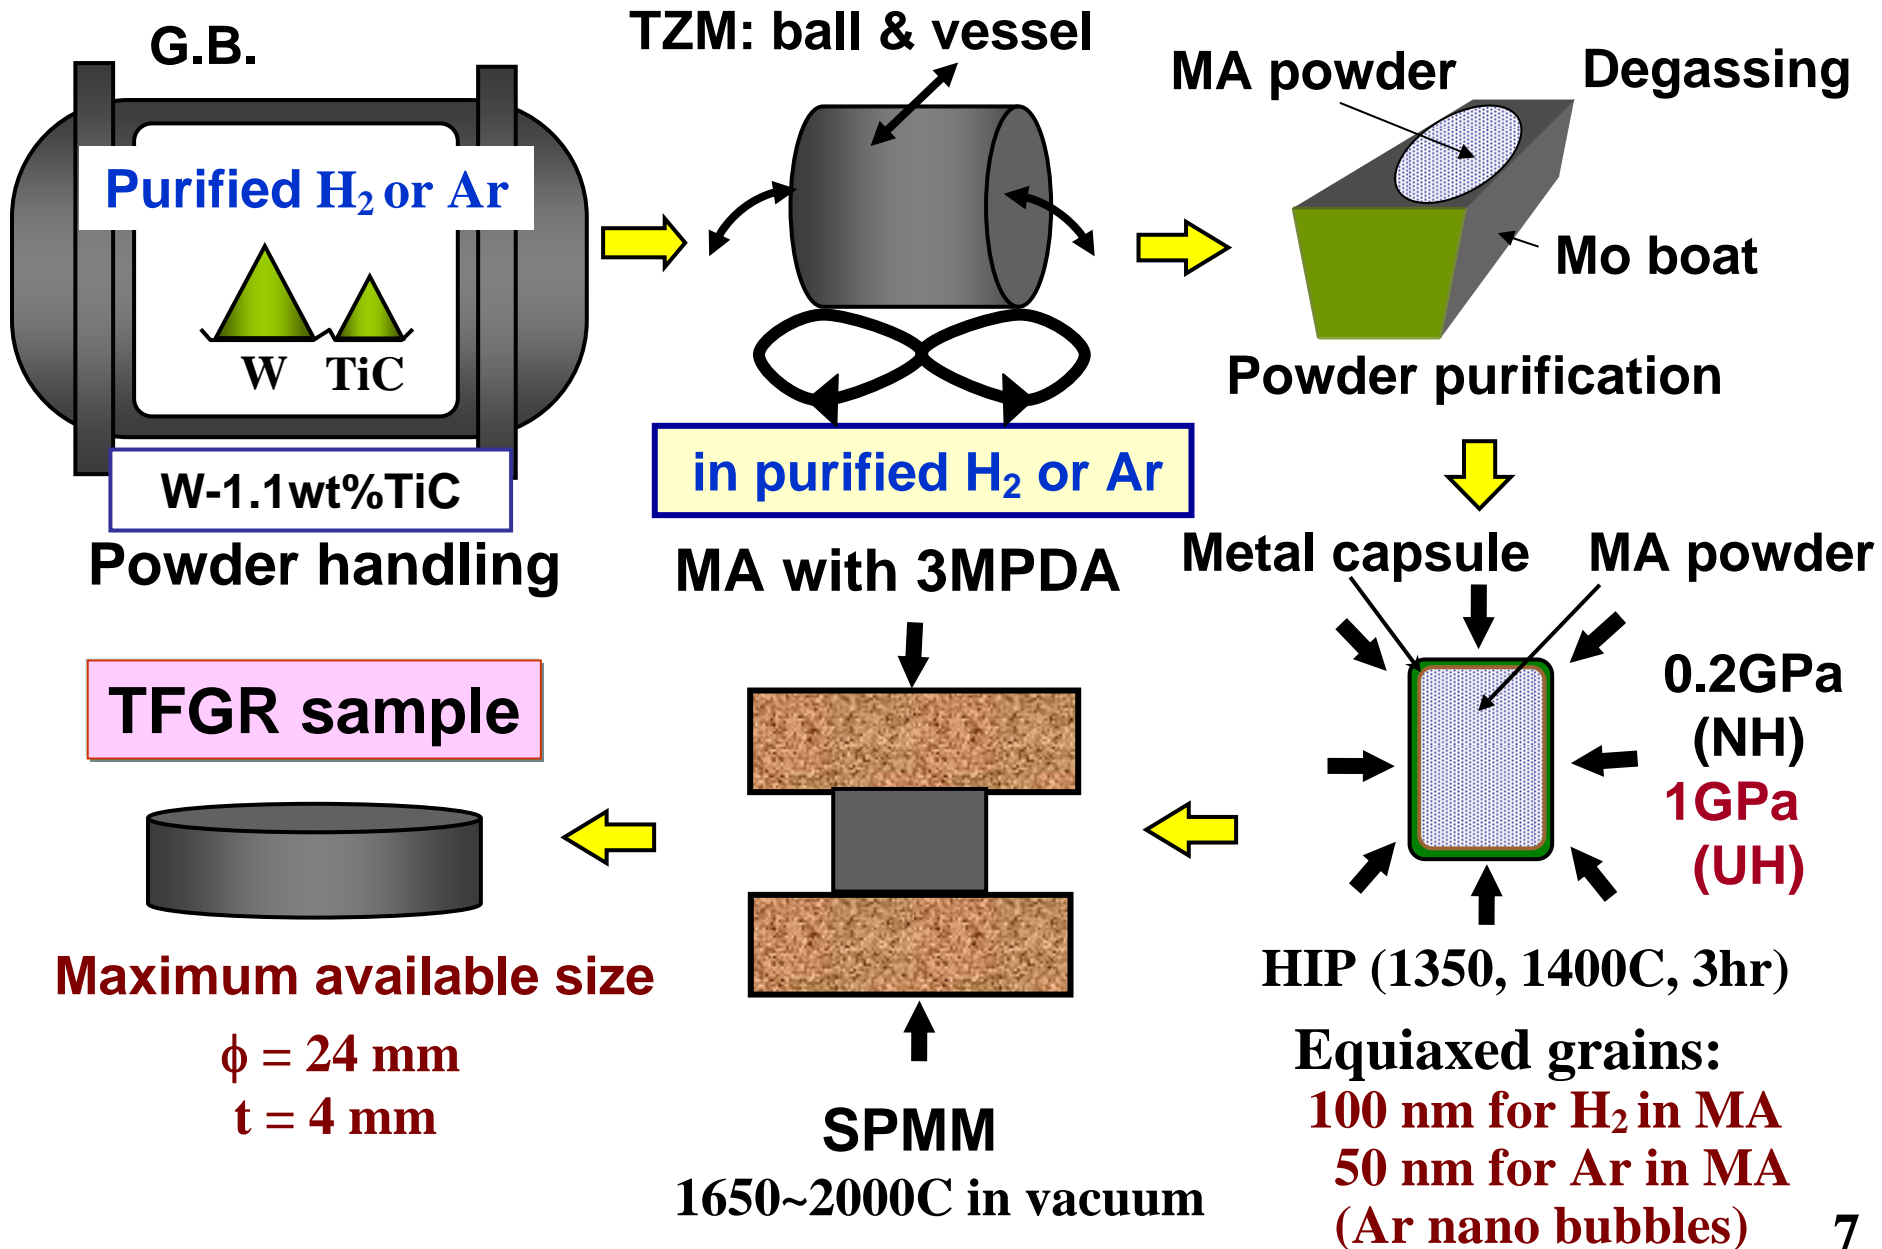 G.B.
Purified H₂ or Ar
W TiC
W-1.1wt%TiC
Powder handling
TZM: ball & vessel
in purified H₂ or Ar
MA with 3MPDA
MA powder
Degassing
Mo boat
Powder purification
Metal capsule
MA powder
0.2GPa
(NH)
1GPa
(UH)
HIP (1350, 1400C, 3hr)
Equiaxed grains:
100 nm for H₂ in MA
50 nm for Ar in MA
(Ar nano bubbles)
SPMM
1650~2000C in vacuum
TFGR sample
Maximum available size
ϕ = 24 mm
t = 4 mm
7